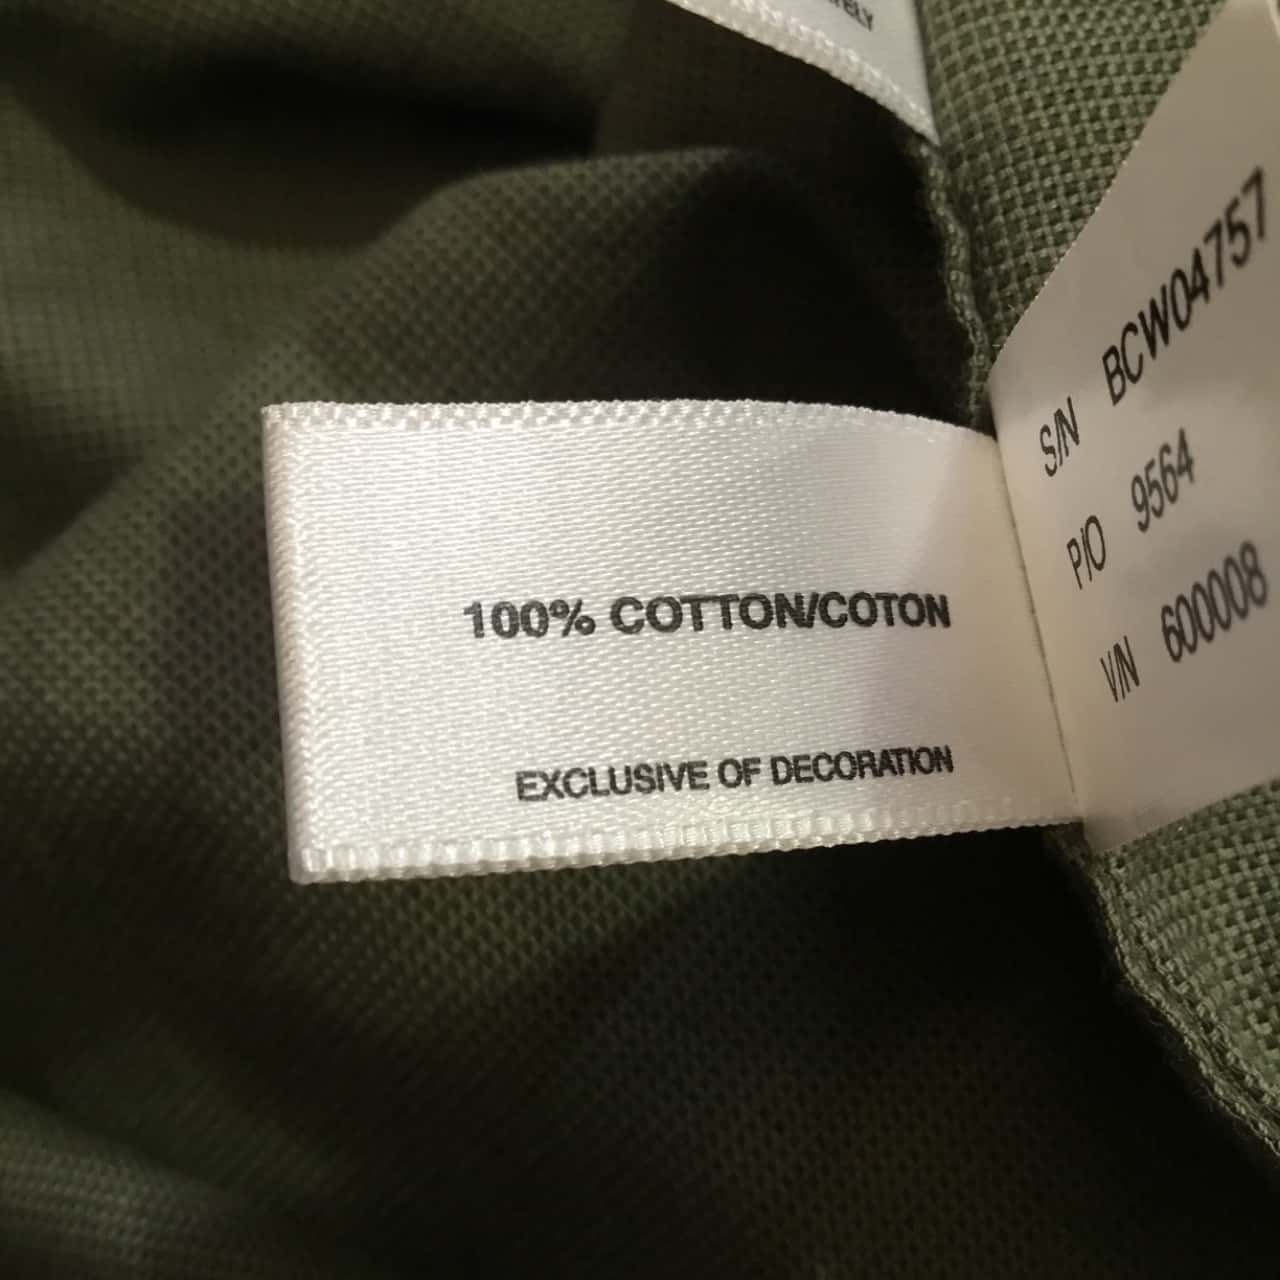 100% COTTON/COTON
EXCLUSIVE OF DECORATION
S/N BCW04757
P/O 9564
V/N 600008